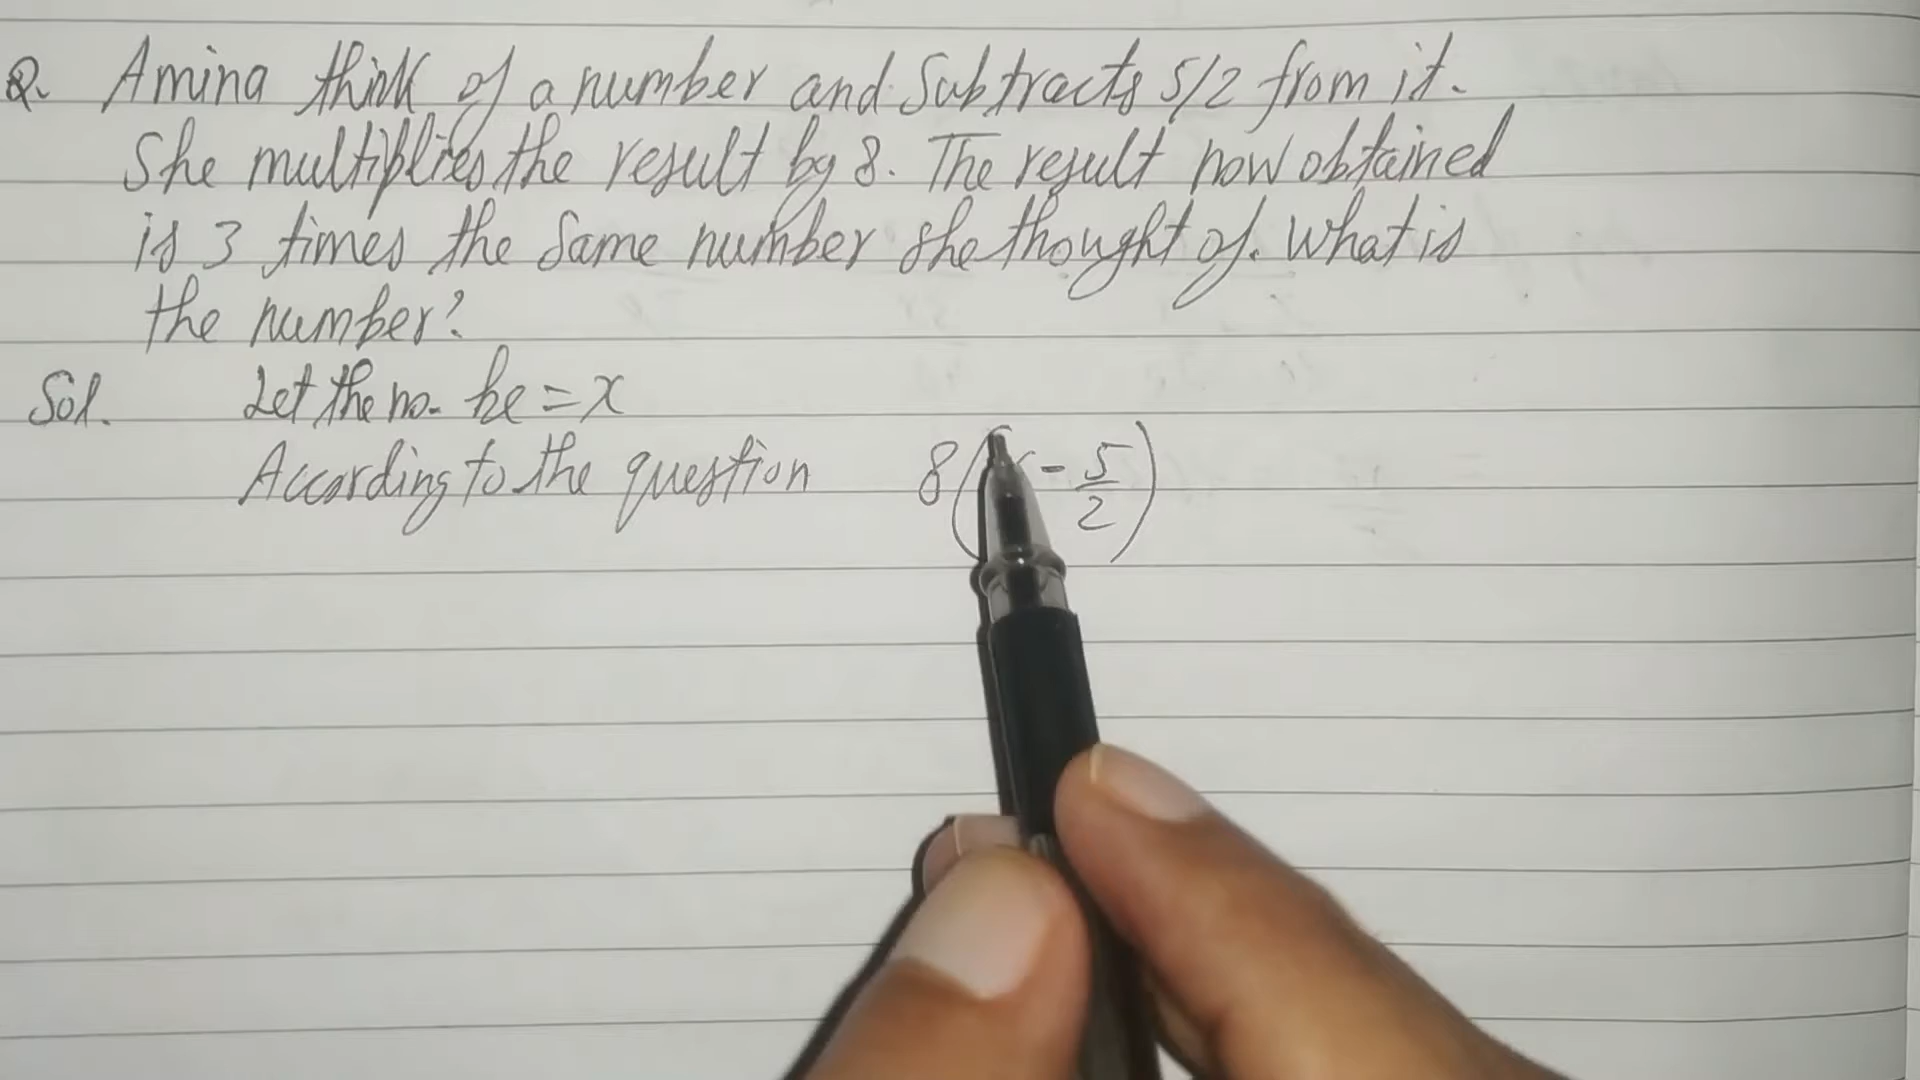 Q. Amina think of a number and Subtracts 5/2 from it.
She multiplies the result by 8. The result now obtained
is 3 times the same number she thought of. What is
the number?
Sol. Let the no. be = x
According to the question 8( - 5/2)